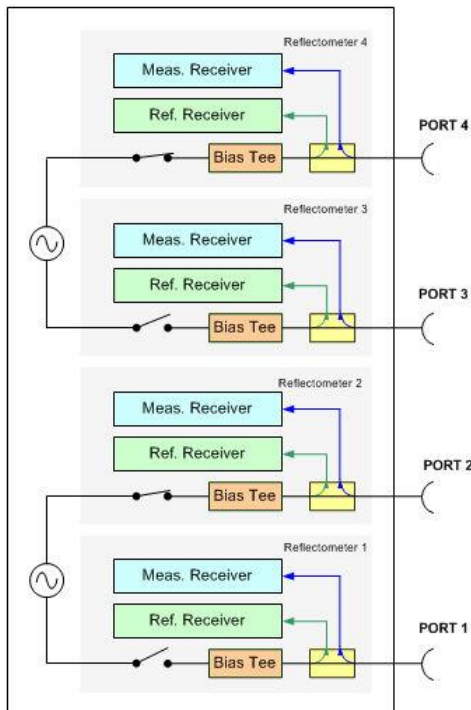 Reflectometer 4
Meas. Receiver
Ref. Receiver
PORT 4
Bias Tee
Reflectometer 3
Meas. Receiver
Ref. Receiver
PORT 3
Bias Tee
Reflectometer 2
Meas. Receiver
Ref. Receiver
PORT 2
Bias Tee
Reflectometer 1
Meas. Receiver
Ref. Receiver
PORT 1
Bias Tee